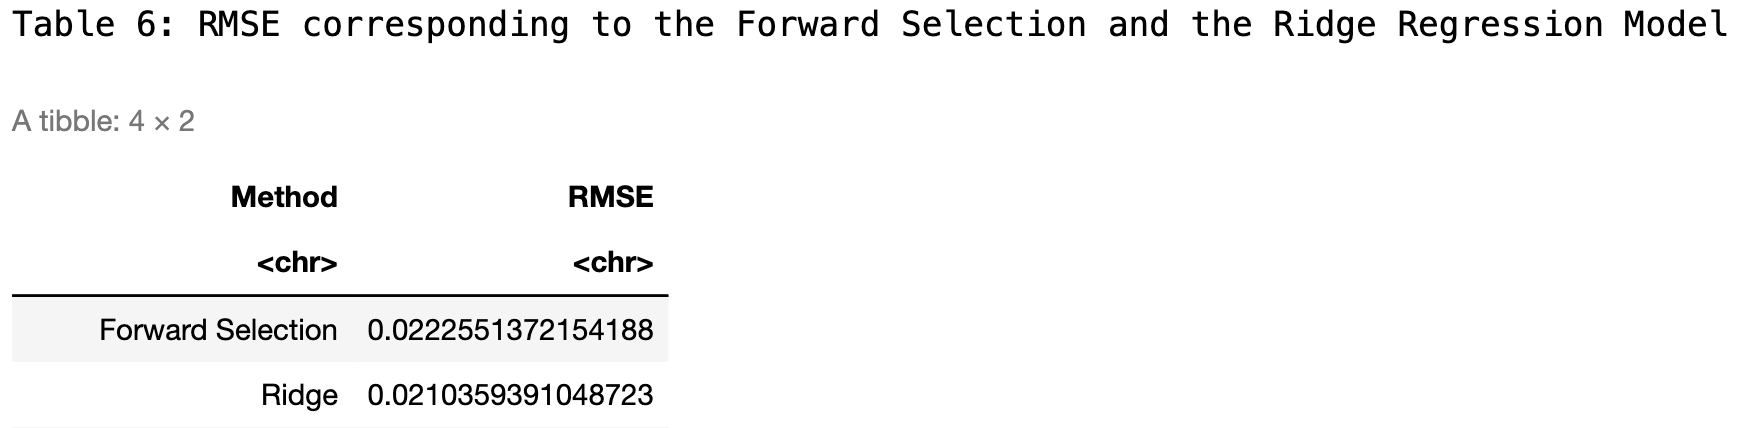 Table 6: RMSE corresponding to the Forward Selection and the Ridge Regression Model
A tibble: 4 × 2
Method RMSE
<chr> <chr>
Forward Selection 0.0222551372154188
Ridge 0.0210359391048723